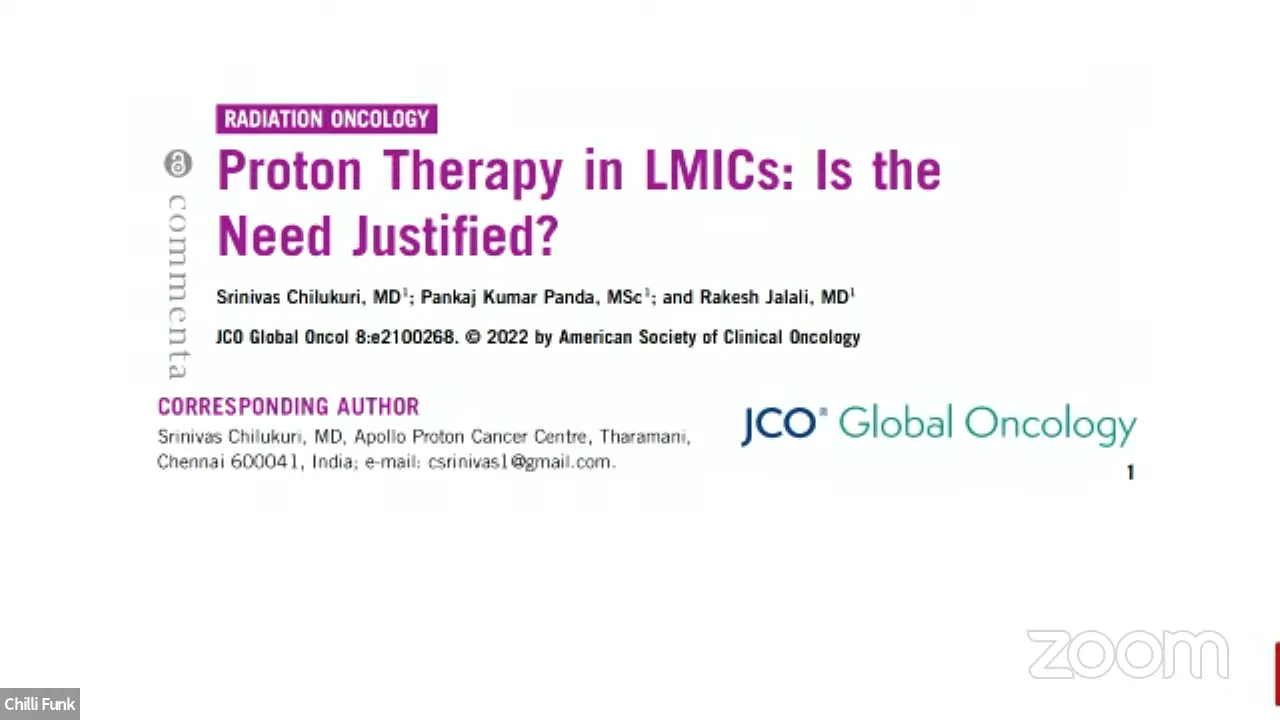 RADIATION ONCOLOGY
Proton Therapy in LMICs: Is the
Need Justified?
commenta
Srinivas Chilukuri, MD¹; Pankaj Kumar Panda, MSc¹; and Rakesh Jalali, MD¹
JCO Global Oncol 8:e2100268. © 2022 by American Society of Clinical Oncology
CORRESPONDING AUTHOR
Srinivas Chilukuri, MD, Apollo Proton Cancer Centre, Tharamani,
Chennai 600041, India; e-mail: csrinivas1@gmail.com.
JCO® Global Oncology
1
zoom
Chilli Funk